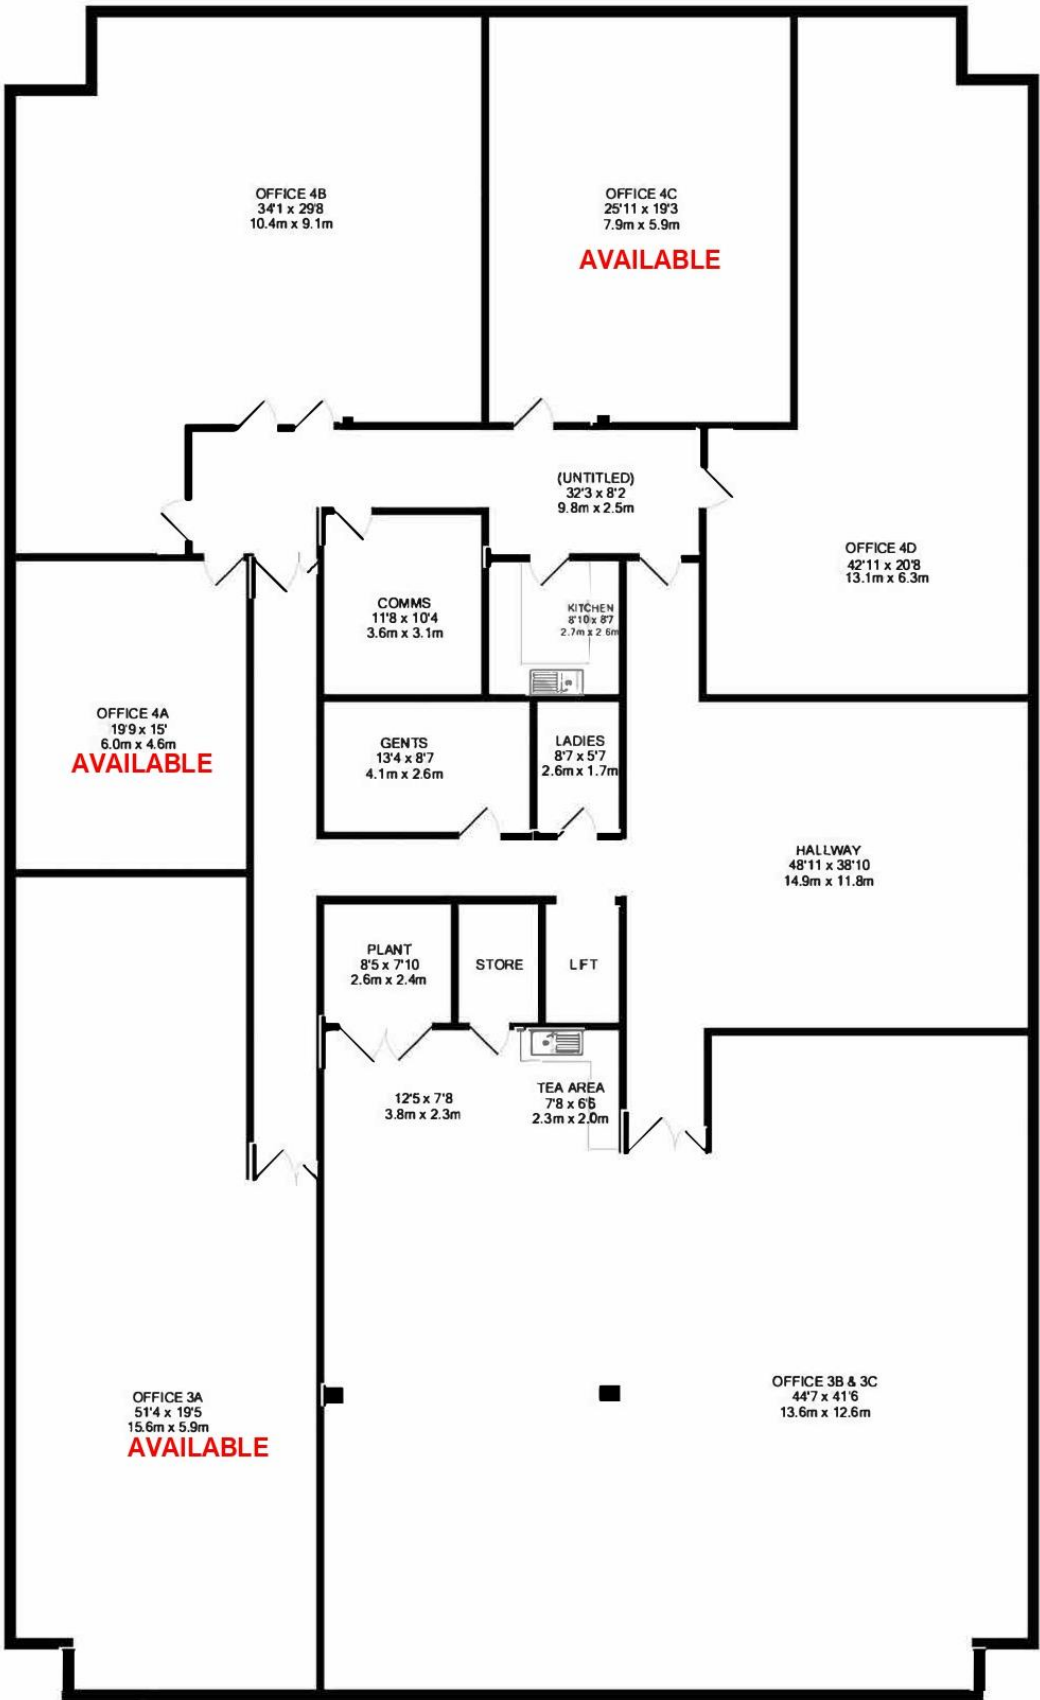 OFFICE 4B
34'1 x 29'8
10.4m x 9.1m
OFFICE 4C
25'11 x 19'3
7.9m x 5.9m
AVAILABLE
(UNTITLED)
32'3 x 8'2
9.8m x 2.5m
OFFICE 4D
42'11 x 20'8
13.1m x 6.3m
COMMS
11'8 x 10'4
3.6m x 3.1m
KITCHEN
8'10 x 8'7
2.7m x 2.6m
OFFICE 4A
19'9 x 15'
6.0m x 4.6m
AVAILABLE
GENTS
13'4 x 8'7
4.1m x 2.6m
LADIES
8'7 x 5'7
2.6m x 1.7m
HALLWAY
48'11 x 38'10
14.9m x 11.8m
PLANT
8'5 x 7'10
2.6m x 2.4m
STORE
LIFT
12'5 x 7'8
3.8m x 2.3m
TEA AREA
7'8 x 6'6
2.3m x 2.0m
OFFICE 3A
51'4 x 19'5
15.6m x 5.9m
AVAILABLE
OFFICE 3B & 3C
44'7 x 41'6
13.6m x 12.6m